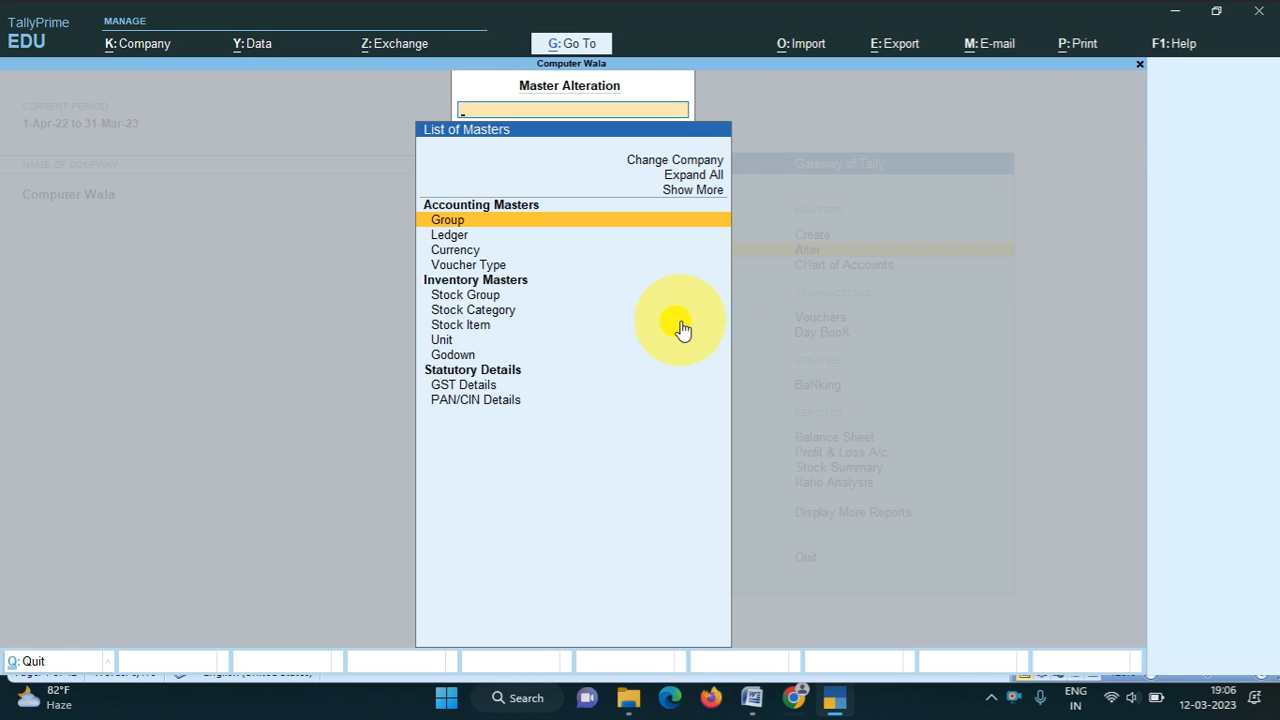 TallyPrime
EDU
MANAGE
K: Company
Y: Data
Z: Exchange
G: Go To
O: Import
E: Export
M: E-mail
P: Print
F1: Help
Computer Wala
CURRENT PERIOD
1-Apr-22 to 31-Mar-23
NAME OF COMPANY
Computer Wala
Master Alteration
List of Masters
Change Company
Expand All
Show More
Accounting Masters
Group
Ledger
Currency
Voucher Type
Inventory Masters
Stock Group
Stock Category
Stock Item
Unit
Godown
Statutory Details
GST Details
PAN/CIN Details
Gateway of Tally
MASTERS
Create
Alter
CHart of Accounts
TRANSACTIONS
Vouchers
Day BooK
UTILITIES
BaNking
REPORTS
Balance Sheet
Profit & Loss A/c
Stock Summary
Ratio Analysis
Display More Reports
Quit
Q: Quit
82°F
Haze
Search
ENG
IN
19:06
12-03-2023